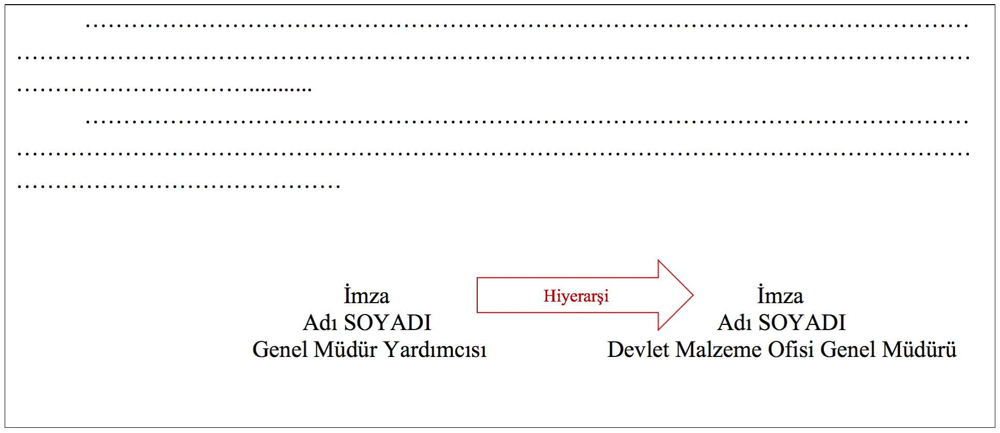 ……………………………………………………………………………………………………
……………………………………………………………………………………………………………
…………………………...........
……………………………………………………………………………………………………
……………………………………………………………………………………………………………
……………………………………
İmza Hiyerarşi İmza
Adı SOYADI Adı SOYADI
Genel Müdür Yardımcısı Devlet Malzeme Ofisi Genel Müdürü